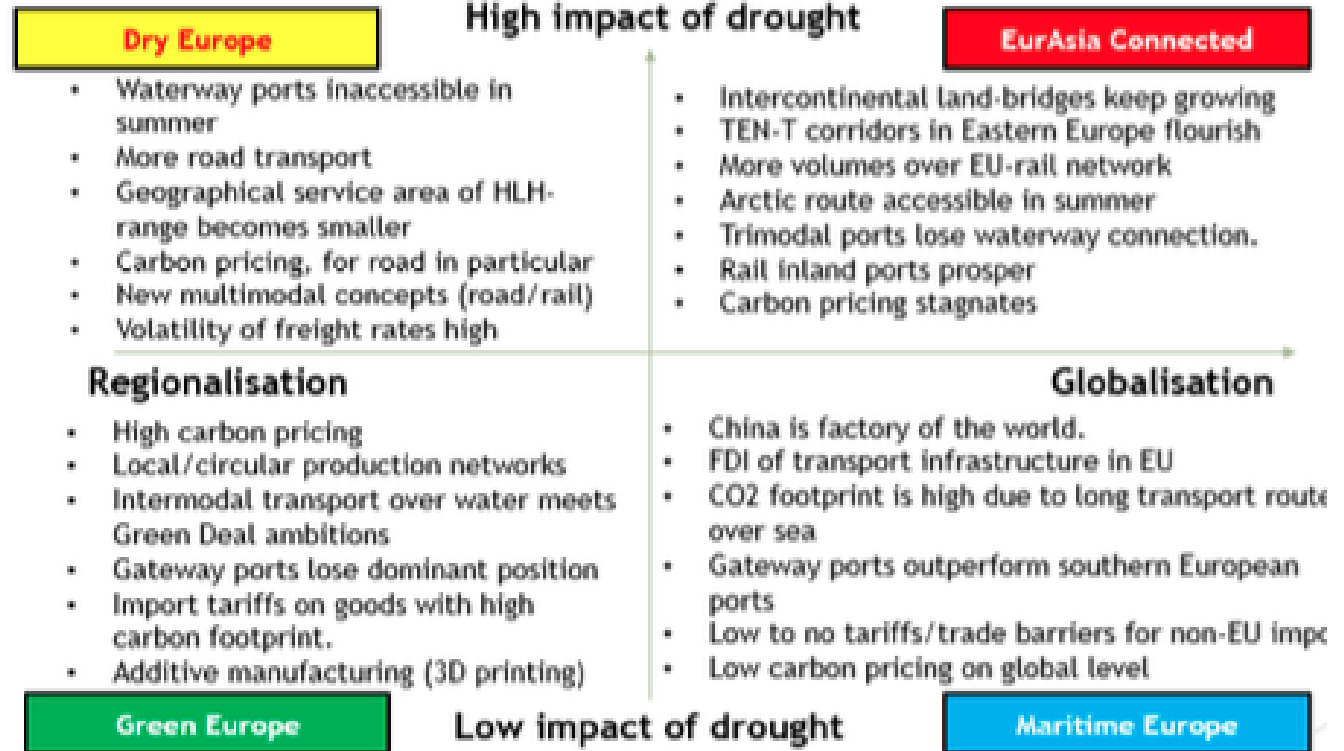 High impact of drought
Dry Europe
• Waterway ports inaccessible in
summer
• More road transport
• Geographical service area of HLH-
range becomes smaller
• Carbon pricing, for road in particular
• New multimodal concepts (road/rail)
• Volatility of freight rates high
EurAsia Connected
• Intercontinental land-bridges keep growing
• TEN-T corridors in Eastern Europe flourish
• More volumes over EU-rail network
• Arctic route accessible in summer
• Trimodal ports lose waterway connection.
• Rail inland ports prosper
• Carbon pricing stagnates
Regionalisation
Globalisation
• High carbon pricing
• Local/circular production networks
• Intermodal transport over water meets
Green Deal ambitions
• Gateway ports lose dominant position
• Import tariffs on goods with high
carbon footprint.
• Additive manufacturing (3D printing)
Green Europe
• China is factory of the world.
• FDI of transport infrastructure in EU
• CO2 footprint is high due to long transport route
over sea
• Gateway ports outperform southern European
ports
• Low to no tariffs/trade barriers for non-EU impo
• Low carbon pricing on global level
Maritime Europe
Low impact of drought